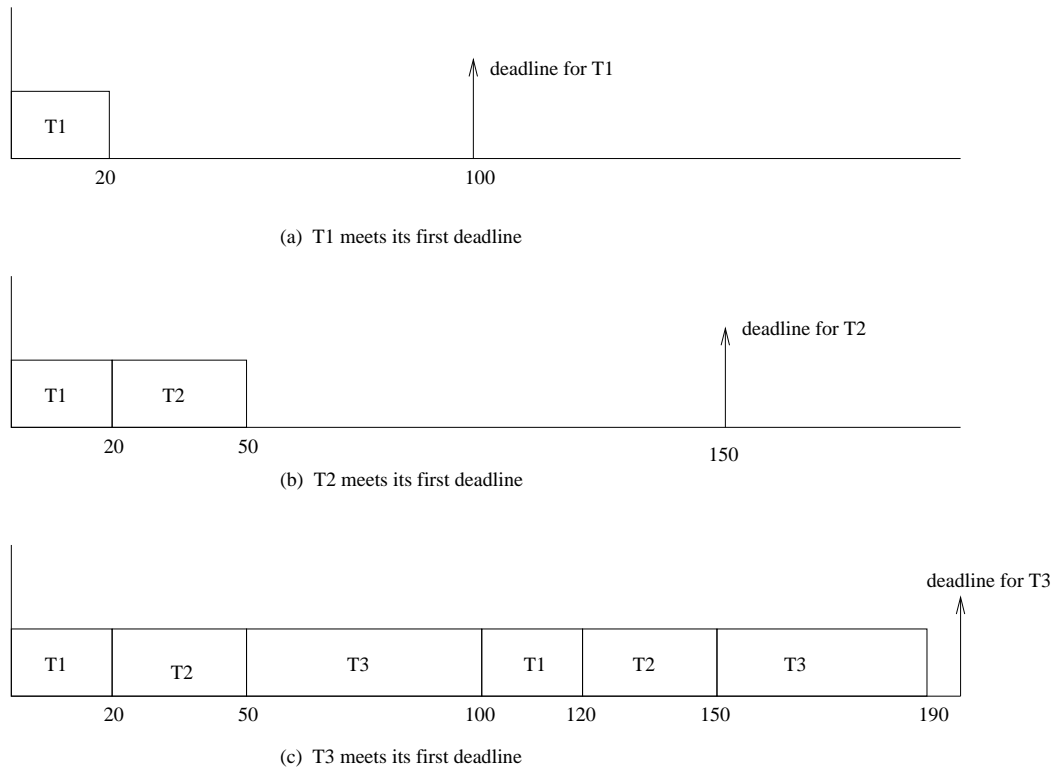 deadline for T1
T1
20 100
(a) T1 meets its first deadline
deadline for T2
T1 T2
20 50 150
(b) T2 meets its first deadline
deadline for T3
T1 T2 T3 T1 T2 T3
20 50 100 120 150 190
(c) T3 meets its first deadline